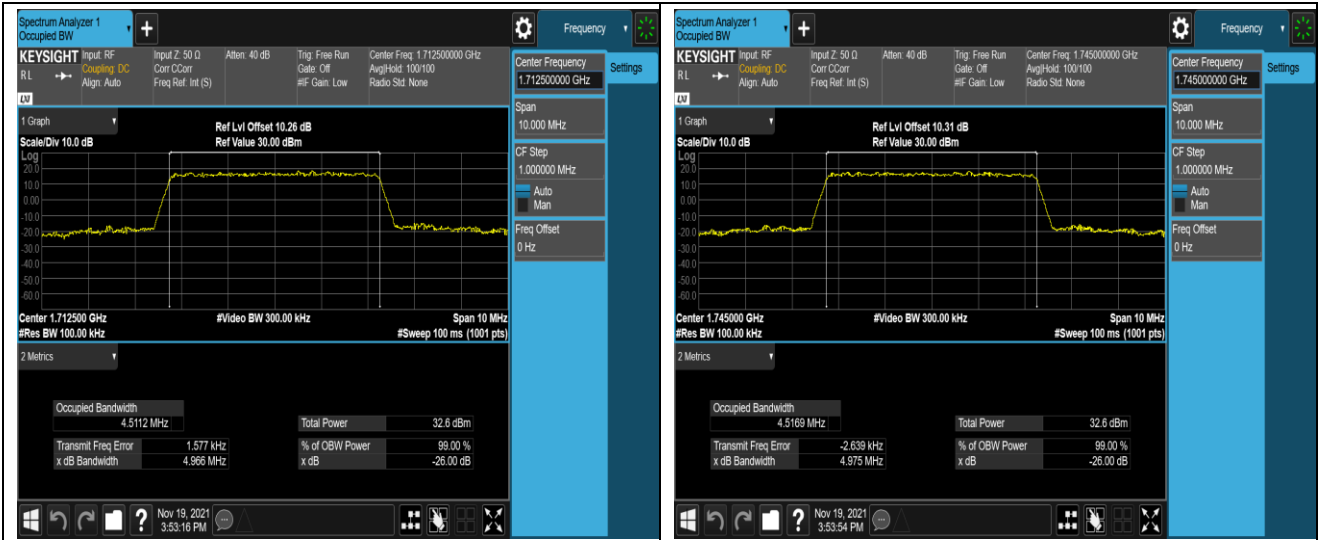 Spectrum Analyzer 1
Occupied BW
+
Frequency
KEYSIGHT Input: RF Input Z: 50 Ω Atten: 40 dB Trig: Free Run Center Freq: 1.712500000 GHz
Coupling: DC Corr CCorr Gate: Off Avg|Hold: 100/100
RL Align: Auto Freq Ref: Int (S) #IF Gain: Low Radio Std: None
LXI
Center Frequency
1.712500000 GHz
Settings
Span
10.000 MHz
CF Step
1.000000 MHz
Auto
Man
Freq Offset
0 Hz
1 Graph
Ref Lvl Offset 10.26 dB
Scale/Div 10.0 dB Ref Value 30.00 dBm
Log
20.0
10.0
0.00
-10.0
-20.0
-30.0
-40.0
-50.0
-60.0
Center 1.712500 GHz #Video BW 300.00 kHz Span 10 MHz
#Res BW 100.00 kHz #Sweep 100 ms (1001 pts)
2 Metrics
Occupied Bandwidth
4.5112 MHz Total Power 32.6 dBm
Transmit Freq Error 1.577 kHz % of OBW Power 99.00 %
x dB Bandwidth 4.966 MHz x dB -26.00 dB
? Nov 19, 2021
3:53:16 PM
Spectrum Analyzer 1
Occupied BW
+
Frequency
KEYSIGHT Input: RF Input Z: 50 Ω Atten: 40 dB Trig: Free Run Center Freq: 1.745000000 GHz
Coupling: DC Corr CCorr Gate: Off Avg|Hold: 100/100
RL Align: Auto Freq Ref: Int (S) #IF Gain: Low Radio Std: None
LXI
Center Frequency
1.745000000 GHz
Settings
Span
10.000 MHz
CF Step
1.000000 MHz
Auto
Man
Freq Offset
0 Hz
1 Graph
Ref Lvl Offset 10.31 dB
Scale/Div 10.0 dB Ref Value 30.00 dBm
Log
20.0
10.0
0.00
-10.0
-20.0
-30.0
-40.0
-50.0
-60.0
Center 1.745000 GHz #Video BW 300.00 kHz Span 10 MHz
#Res BW 100.00 kHz #Sweep 100 ms (1001 pts)
2 Metrics
Occupied Bandwidth
4.5169 MHz Total Power 32.6 dBm
Transmit Freq Error -2.639 kHz % of OBW Power 99.00 %
x dB Bandwidth 4.975 MHz x dB -26.00 dB
? Nov 19, 2021
3:53:54 PM